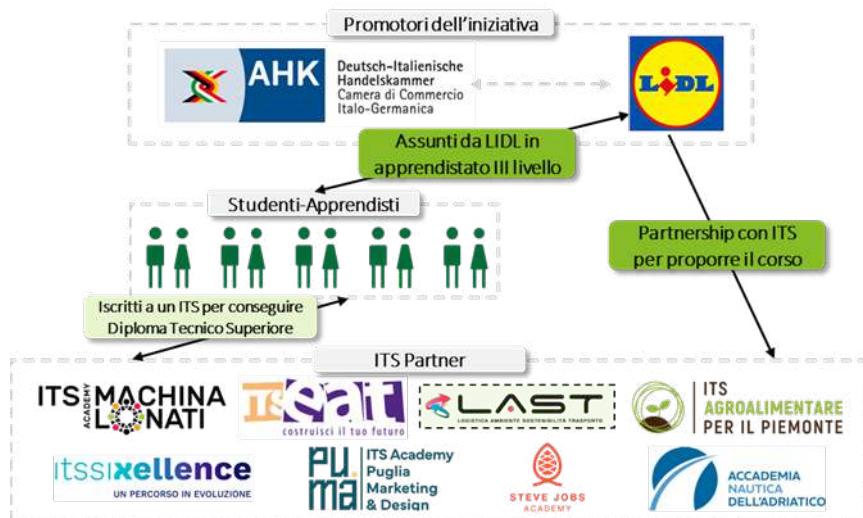 Promotori dell'iniziativa
AHK
Deutsch-Italienische
Handelskammer
Camera di Commercio
Italo-Germanica
LIDL
Assunti da LIDL in
apprendistato III livello
Studenti-Apprendisti
Partnership con ITS
per proporre il corso
Iscritti a un ITS per conseguire
Diploma Tecnico Superiore
ITS Partner
ITS ACADEMY MACHINA
LONATI
ITS eat
costruisci il tuo futuro
LAST
LOGISTICA AMBIENTE SOSTENIBILITÀ TRASPORTO
ITS
AGROALIMENTARE
PER IL PIEMONTE
itssixellence
UN PERCORSO IN EVOLUZIONE
PU
ma
ITS Academy
Puglia
Marketing
& Design
STEVE JOBS
ACADEMY
ACCADEMIA
NAUTICA
DELL'ADRIATICO